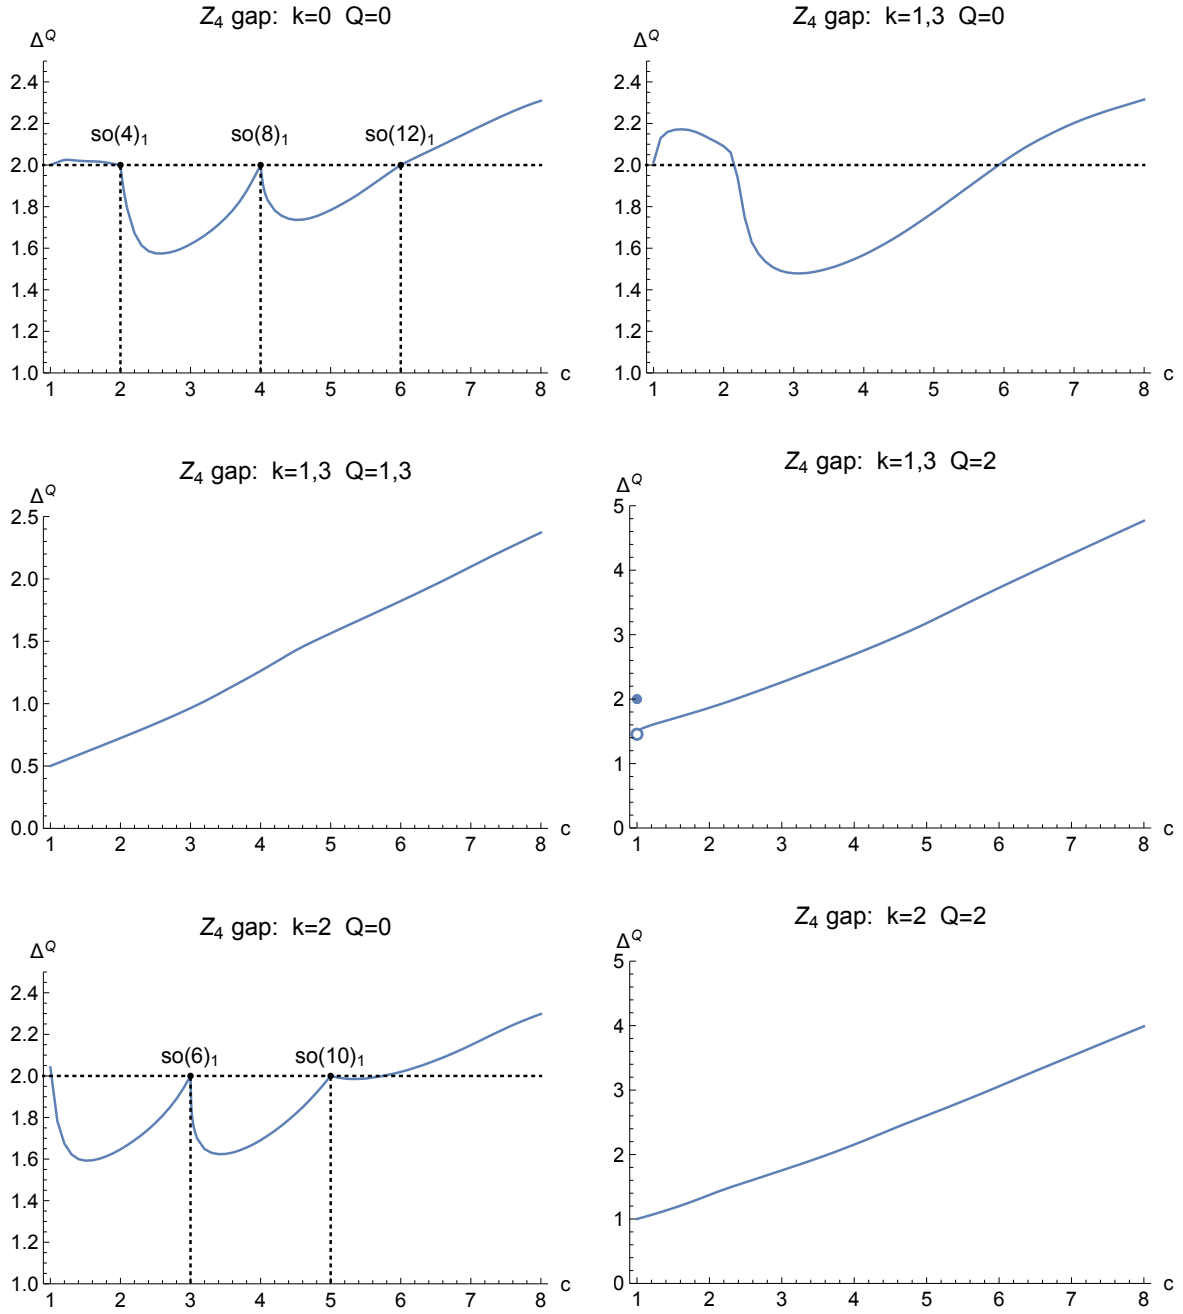 Z4 gap: k=0 Q=0
Δ^Q
2.4
2.2
2.0
1.8
1.6
1.4
1.2
1.0
so(4)1
so(8)1
so(12)1
1 2 3 4 5 6 7 8 c
Z4 gap: k=1,3 Q=0
Δ^Q
2.4
2.2
2.0
1.8
1.6
1.4
1.2
1.0
1 2 3 4 5 6 7 8 c
Z4 gap: k=1,3 Q=1,3
Δ^Q
2.5
2.0
1.5
1.0
0.5
0.0
1 2 3 4 5 6 7 8 c
Z4 gap: k=1,3 Q=2
Δ^Q
5
4
3
2
1
0
1 2 3 4 5 6 7 8 c
Z4 gap: k=2 Q=0
Δ^Q
2.4
2.2
2.0
1.8
1.6
1.4
1.2
1.0
so(6)1
so(10)1
1 2 3 4 5 6 7 8 c
Z4 gap: k=2 Q=2
Δ^Q
5
4
3
2
1
0
1 2 3 4 5 6 7 8 c